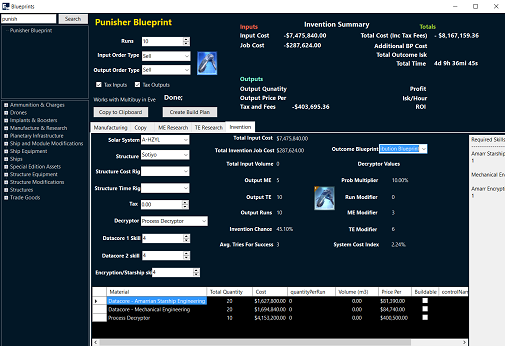 Blueprints
punish Search
Punisher Blueprint
Ammunition & Charges
Drones
Implants & Boosters
Manufacture & Research
Planetary Infrastructure
Ship and Module Modifications
Ship Equipment
Ships
Special Edition Assets
Structure Equipment
Structure Modifications
Structures
Trade Goods
Punisher Blueprint
Runs 10
Input Order Type Sell
Output Order Type Sell
Tax Inputs Tax Outputs
Works with Multibuy in Eve Done;
Copy to Clipboard Create Build Plan
Invention Summary
Inputs Totals
Input Cost -$7,475,840.00 Total Cost (Inc Tax Fees) - $8,167,159.36
Job Cost -$287,624.00 Additional BP Cost
Total Outcome Isk
Total Time 4d 9h 36m 45s
Outputs
Output Qunatity Profit
Output Price Per Isk/Hour
Tax and Fees -$403,695.36 ROI
Manufacturing Copy ME Research TE Research Invention
Solar System A-HZYL
Structure Sotiyo
Structure Cost Rig
Structure Time Rig
Tax 0.00
Decryptor Process Decryptor
Datacore 1 Skill 4
Datacore 2 skill 4
Encryption/Starship ski 4
Total Input Cost $7,475,840.00
Total Invention Job Cost $287,624.00
Total Input Volume 0
Output ME 5
Output TE 10
Output Runs 10
Invention Chance 45.10%
Avg. Tries For Success 3
Outcome Blueprint ibution Blueprint
Decryptor Values
Prob Multiplier 10.00%
Run Modifier 0
ME Modifier 3
TE Modifier 6
System Cost Index 2.24%
Required Skills
Amarr Starship
1
Mechanical En
1
Amarr Encrypt
1
Material Total Quantity Cost quantityPerRun Volume (m3) Price Per Buildable controlNam
Datacore - Amarrian Starship Engineering 20 $1,627,800.00 0 0.00 $81,390.00
Datacore - Mechanical Engineering 20 $1,694,840.00 0 0.00 $84,740.00
Process Decryptor 10 $4,153,200.00 0 0.00 $400,500.00